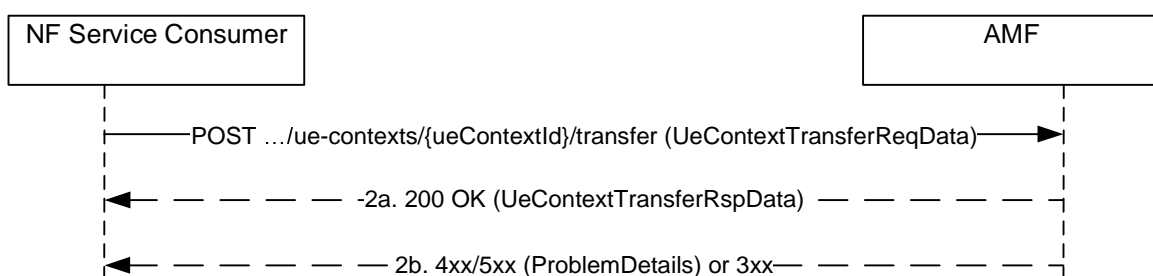 NF Service Consumer
AMF
POST …/ue-contexts/{ueContextId}/transfer (UeContextTransferReqData)
2a. 200 OK (UeContextTransferRspData)
2b. 4xx/5xx (ProblemDetails) or 3xx